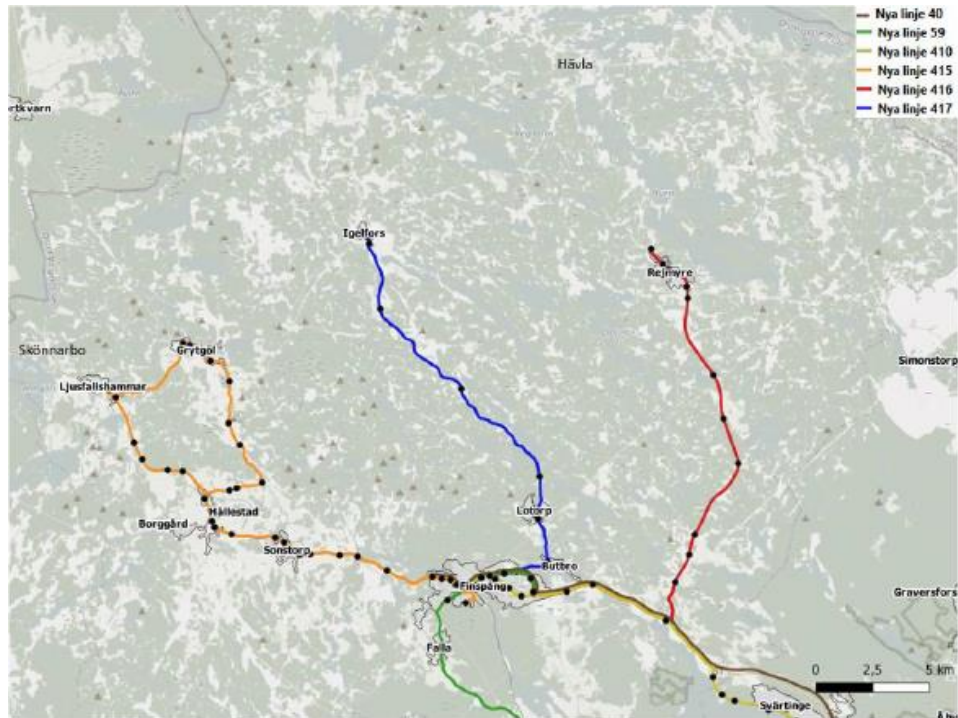 Nya linje 40
Nya linje 59
Nya linje 410
Nya linje 415
Nya linje 416
Nya linje 417
Hävla
ortkvarn
Igelfors
Rejmyre
Skönnarbo
Grytgöl
Simonstorp
Ljusfallshammar
Hällestad
Lotorp
Borggård
Sonstorp
Butbro
Finspång
Graversfors
Falla
0 2,5 5 km
Svärtinge
Åby